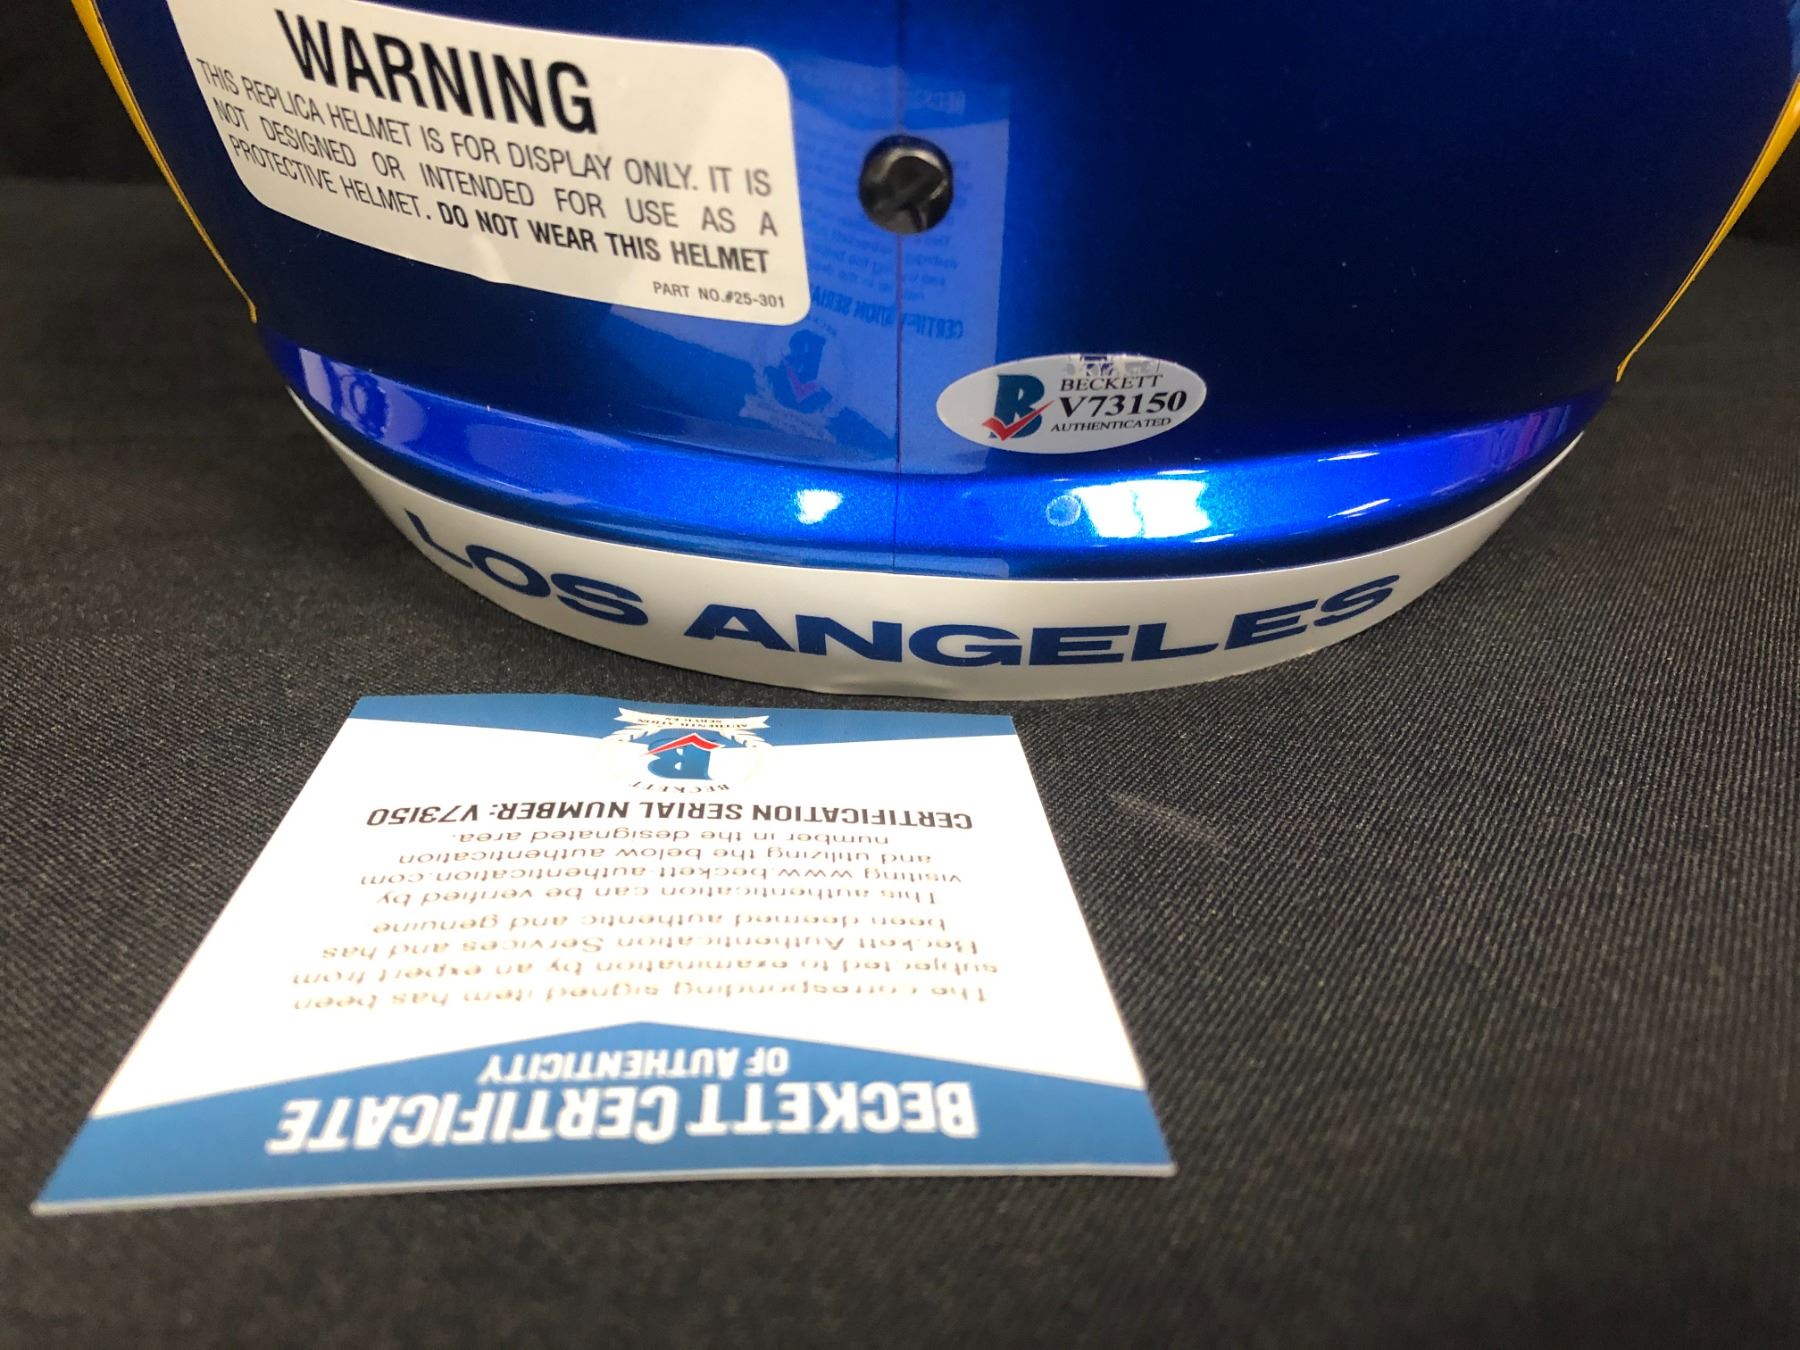 WARNING
THIS REPLICA HELMET IS FOR DISPLAY ONLY. IT IS
NOT DESIGNED OR INTENDED FOR USE AS A
PROTECTIVE HELMET. DO NOT WEAR THIS HELMET
PART NO.#25-301
BECKETT
V73150
AUTHENTICATED
LOS ANGELES
BECKETT CERTIFICATE
OF AUTHENTICITY
The corresponding signed item has been
subjected to examination by an expert from
Beckett Authentication Services and has
been deemed authentic and genuine.
This authentication can be verified by
visiting www.beckett-authentication.com
and utilizing the below authentication
number in the designated area.
CERTIFICATION SERIAL NUMBER: V73150
BECKETT
AUTHENTICATION
SERVICES